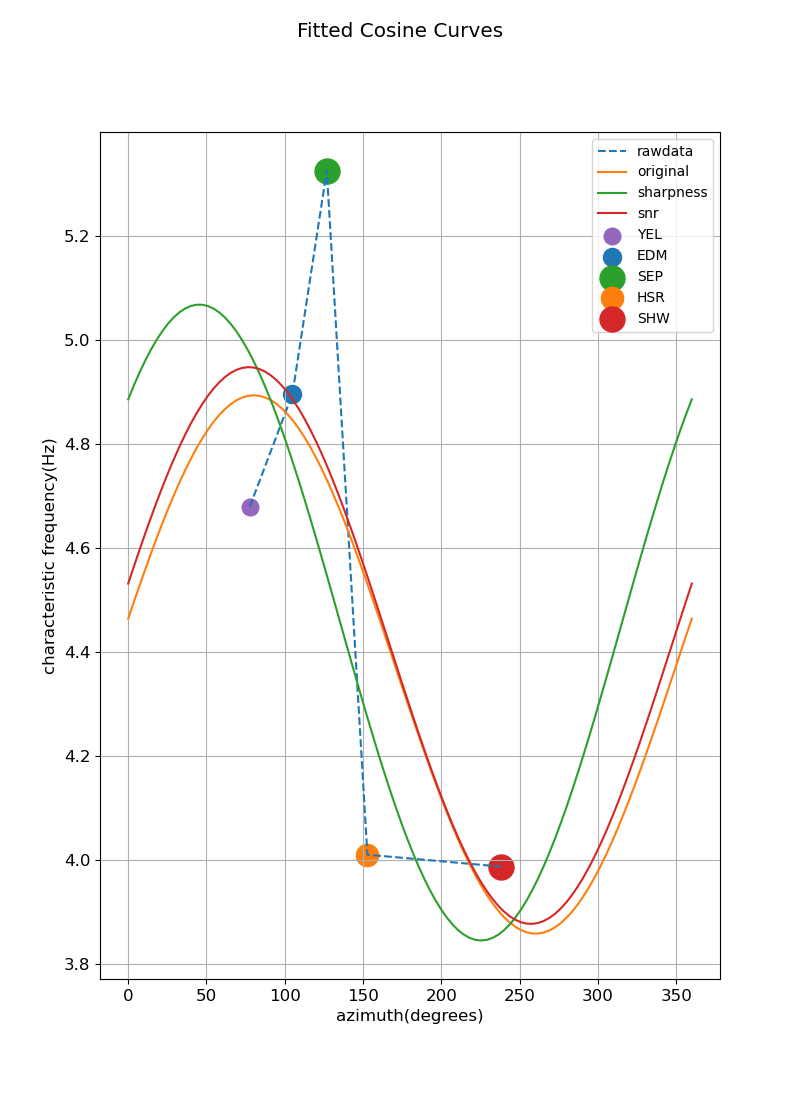 Fitted Cosine Curves
rawdata
original
sharpness
snr
YEL
EDM
SEP
HSR
SHW
characteristic frequency(Hz)
5.2
5.0
4.8
4.6
4.4
4.2
4.0
3.8
0 50 100 150 200 250 300 350
azimuth(degrees)